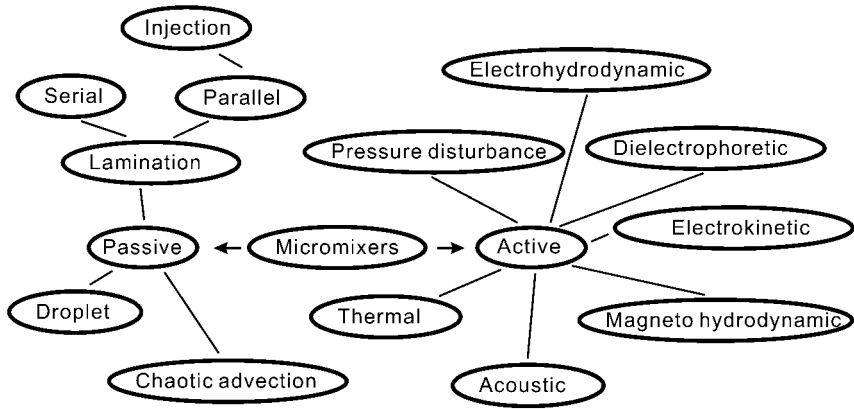 Injection
Serial
Parallel
Lamination
Passive
Droplet
Chaotic advection
Micromixers
Electrohydrodynamic
Pressure disturbance
Dielectrophoretic
Active
Electrokinetic
Thermal
Magneto hydrodynamic
Acoustic